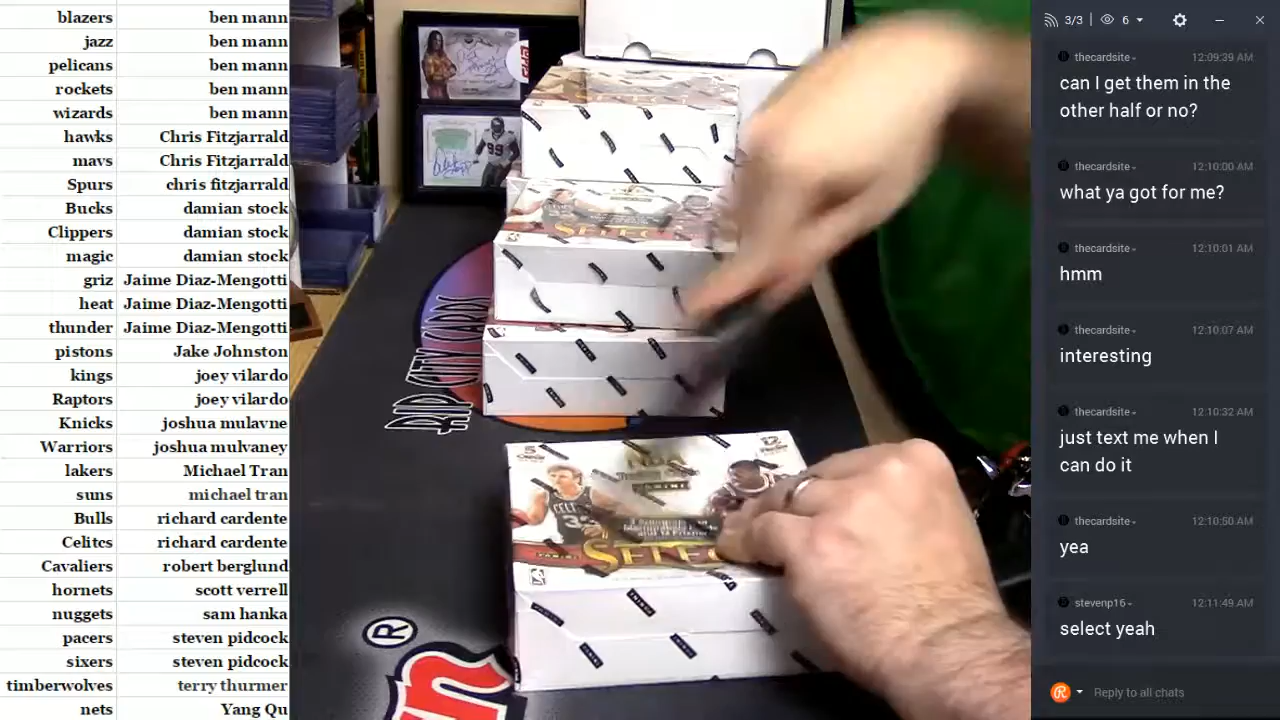 blazers ben mann
jazz ben mann
pelicans ben mann
rockets ben mann
wizards ben mann
hawks Chris Fitzjarrald
mavs Chris Fitzjarrald
Spurs chris fitzjarrald
Bucks damian stock
Clippers damian stock
magic damian stock
griz Jaime Diaz-Mengotti
heat Jaime Diaz-Mengotti
thunder Jaime Diaz-Mengotti
pistons Jake Johnston
kings joey vilardo
Raptors joey vilardo
Knicks joshua mulavne
Warriors joshua mulvaney
lakers Michael Tran
suns michael tran
Bulls richard cardente
Celitcs richard cardente
Cavaliers robert berglund
hornets scott verrell
nuggets sam hanka
pacers steven pidcock
sixers steven pidcock
timberwolves terry thurmer
nets Yang Qu
99
SELECT
RIP CITY CARDS
5
12
NBA
PANINI
33
PANINI
SELECT
®
3/3 6
thecardsite 12:09:39 AM
can I get them in the
other half or no?
thecardsite 12:10:00 AM
what ya got for me?
thecardsite 12:10:01 AM
hmm
thecardsite 12:10:07 AM
interesting
thecardsite 12:10:32 AM
just text me when I
can do it
thecardsite 12:10:50 AM
yea
stevenp16 12:11:49 AM
select yeah
Reply to all chats